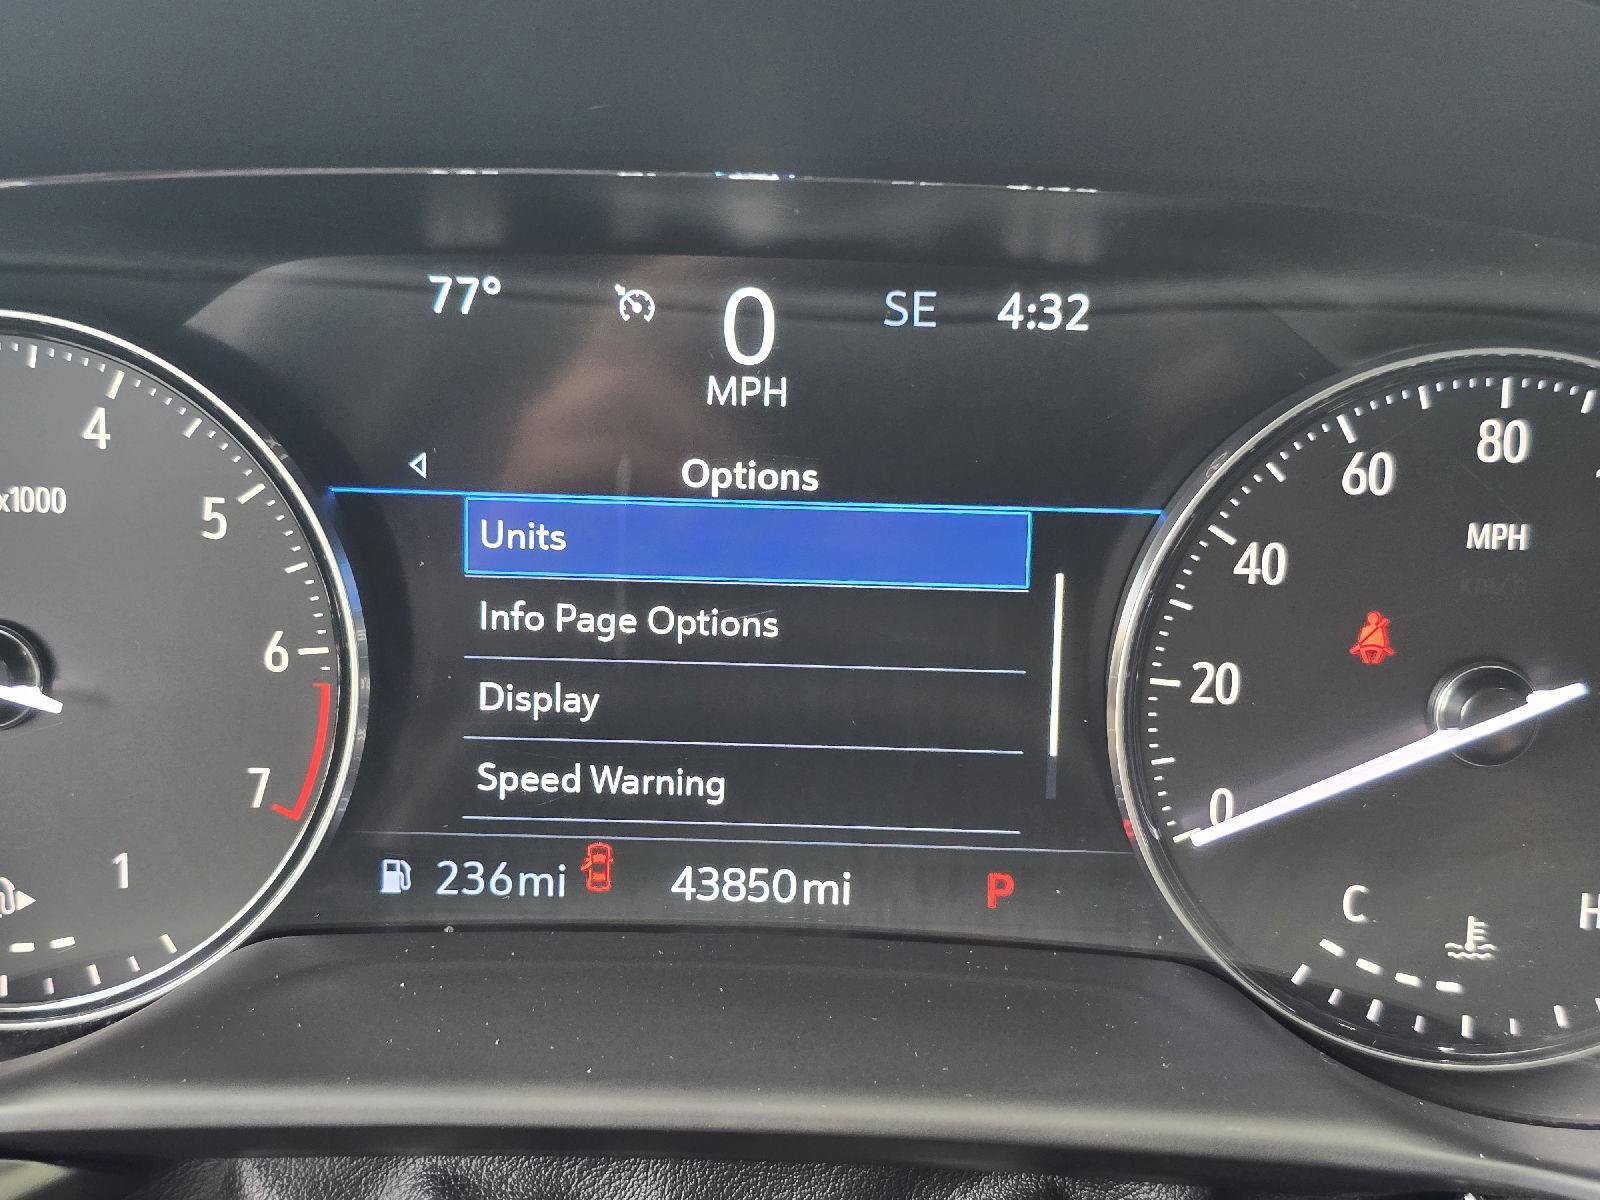 77° 0 SE 4:32
MPH
Options
Units
Info Page Options
Display
Speed Warning
236mi 43850mi P
4
x1000
5
6
7
1
80
60
MPH
km/h
40
20
0
C
H